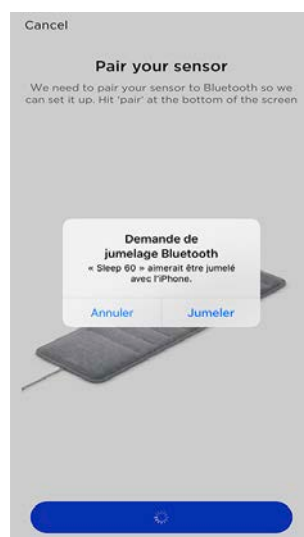 Cancel
Pair your sensor
We need to pair your sensor to Bluetooth so we
can set it up. Hit 'pair' at the bottom of the screen
Demande de
jumelage Bluetooth
« Sleep 60 » aimerait être jumelé
avec l'iPhone.
Annuler Jumeler